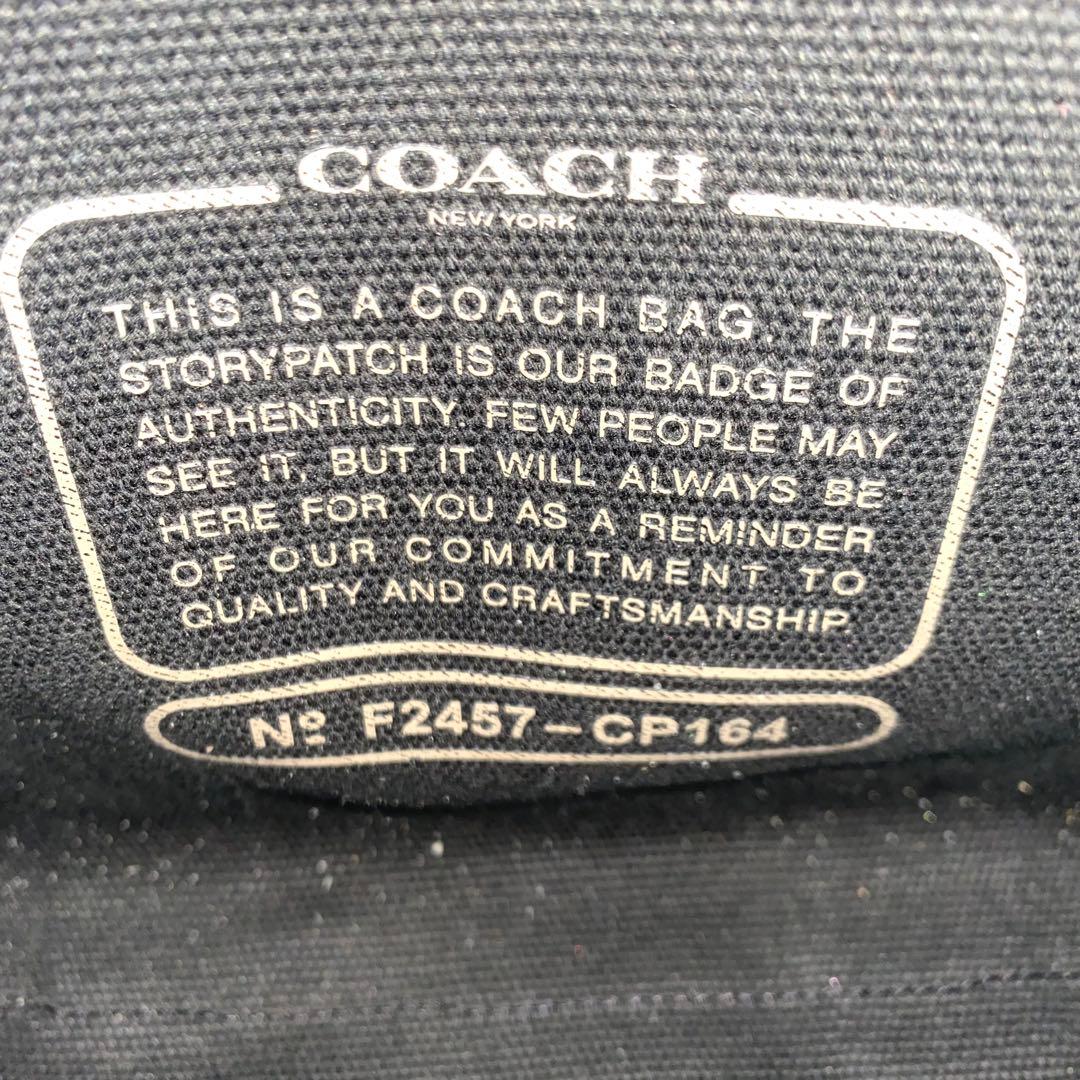 COACH
NEW YORK
THIS IS A COACH BAG. THE
STORYPATCH IS OUR BADGE OF
AUTHENTICITY. FEW PEOPLE MAY
SEE IT, BUT IT WILL ALWAYS BE
HERE FOR YOU AS A REMINDER
OF OUR COMMITMENT TO
QUALITY AND CRAFTSMANSHIP.
Nº F2457-CP164